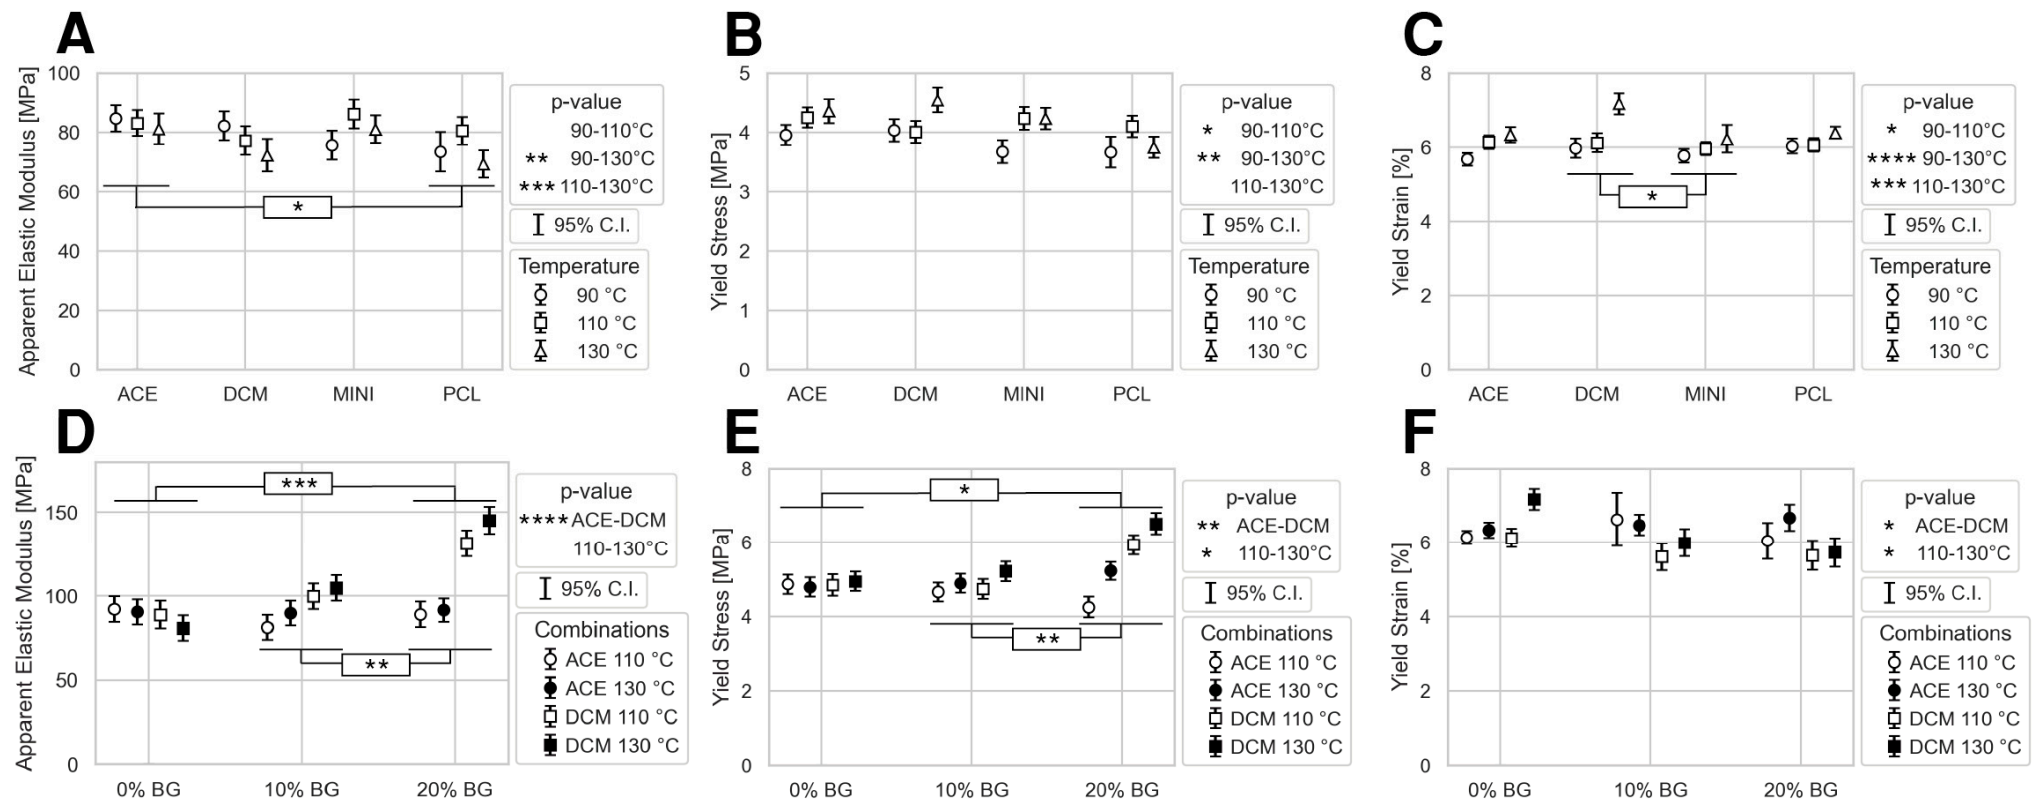 A
Apparent Elastic Modulus [MPa]
100
80
60
40
20
0
*
ACE
DCM
MINI
PCL
p-value
90-110°C
** 90-130°C
*** 110-130°C
95% C.I.
Temperature
90 °C
110 °C
130 °C
B
Yield Stress [MPa]
5
4
3
2
1
0
ACE
DCM
MINI
PCL
p-value
* 90-110°C
** 90-130°C
110-130°C
95% C.I.
Temperature
90 °C
110 °C
130 °C
C
Yield Strain [%]
8
6
4
2
0
*
ACE
DCM
MINI
PCL
p-value
* 90-110°C
**** 90-130°C
*** 110-130°C
95% C.I.
Temperature
90 °C
110 °C
130 °C
D
Apparent Elastic Modulus [MPa]
150
100
50
0
***
**
0% BG
10% BG
20% BG
p-value
**** ACE-DCM
110-130°C
95% C.I.
Combinations
ACE 110 °C
ACE 130 °C
DCM 110 °C
DCM 130 °C
E
Yield Stress [MPa]
8
6
4
2
0
*
**
0% BG
10% BG
20% BG
p-value
** ACE-DCM
* 110-130°C
95% C.I.
Combinations
ACE 110 °C
ACE 130 °C
DCM 110 °C
DCM 130 °C
F
Yield Strain [%]
8
6
4
2
0
0% BG
10% BG
20% BG
p-value
* ACE-DCM
* 110-130°C
95% C.I.
Combinations
ACE 110 °C
ACE 130 °C
DCM 110 °C
DCM 130 °C